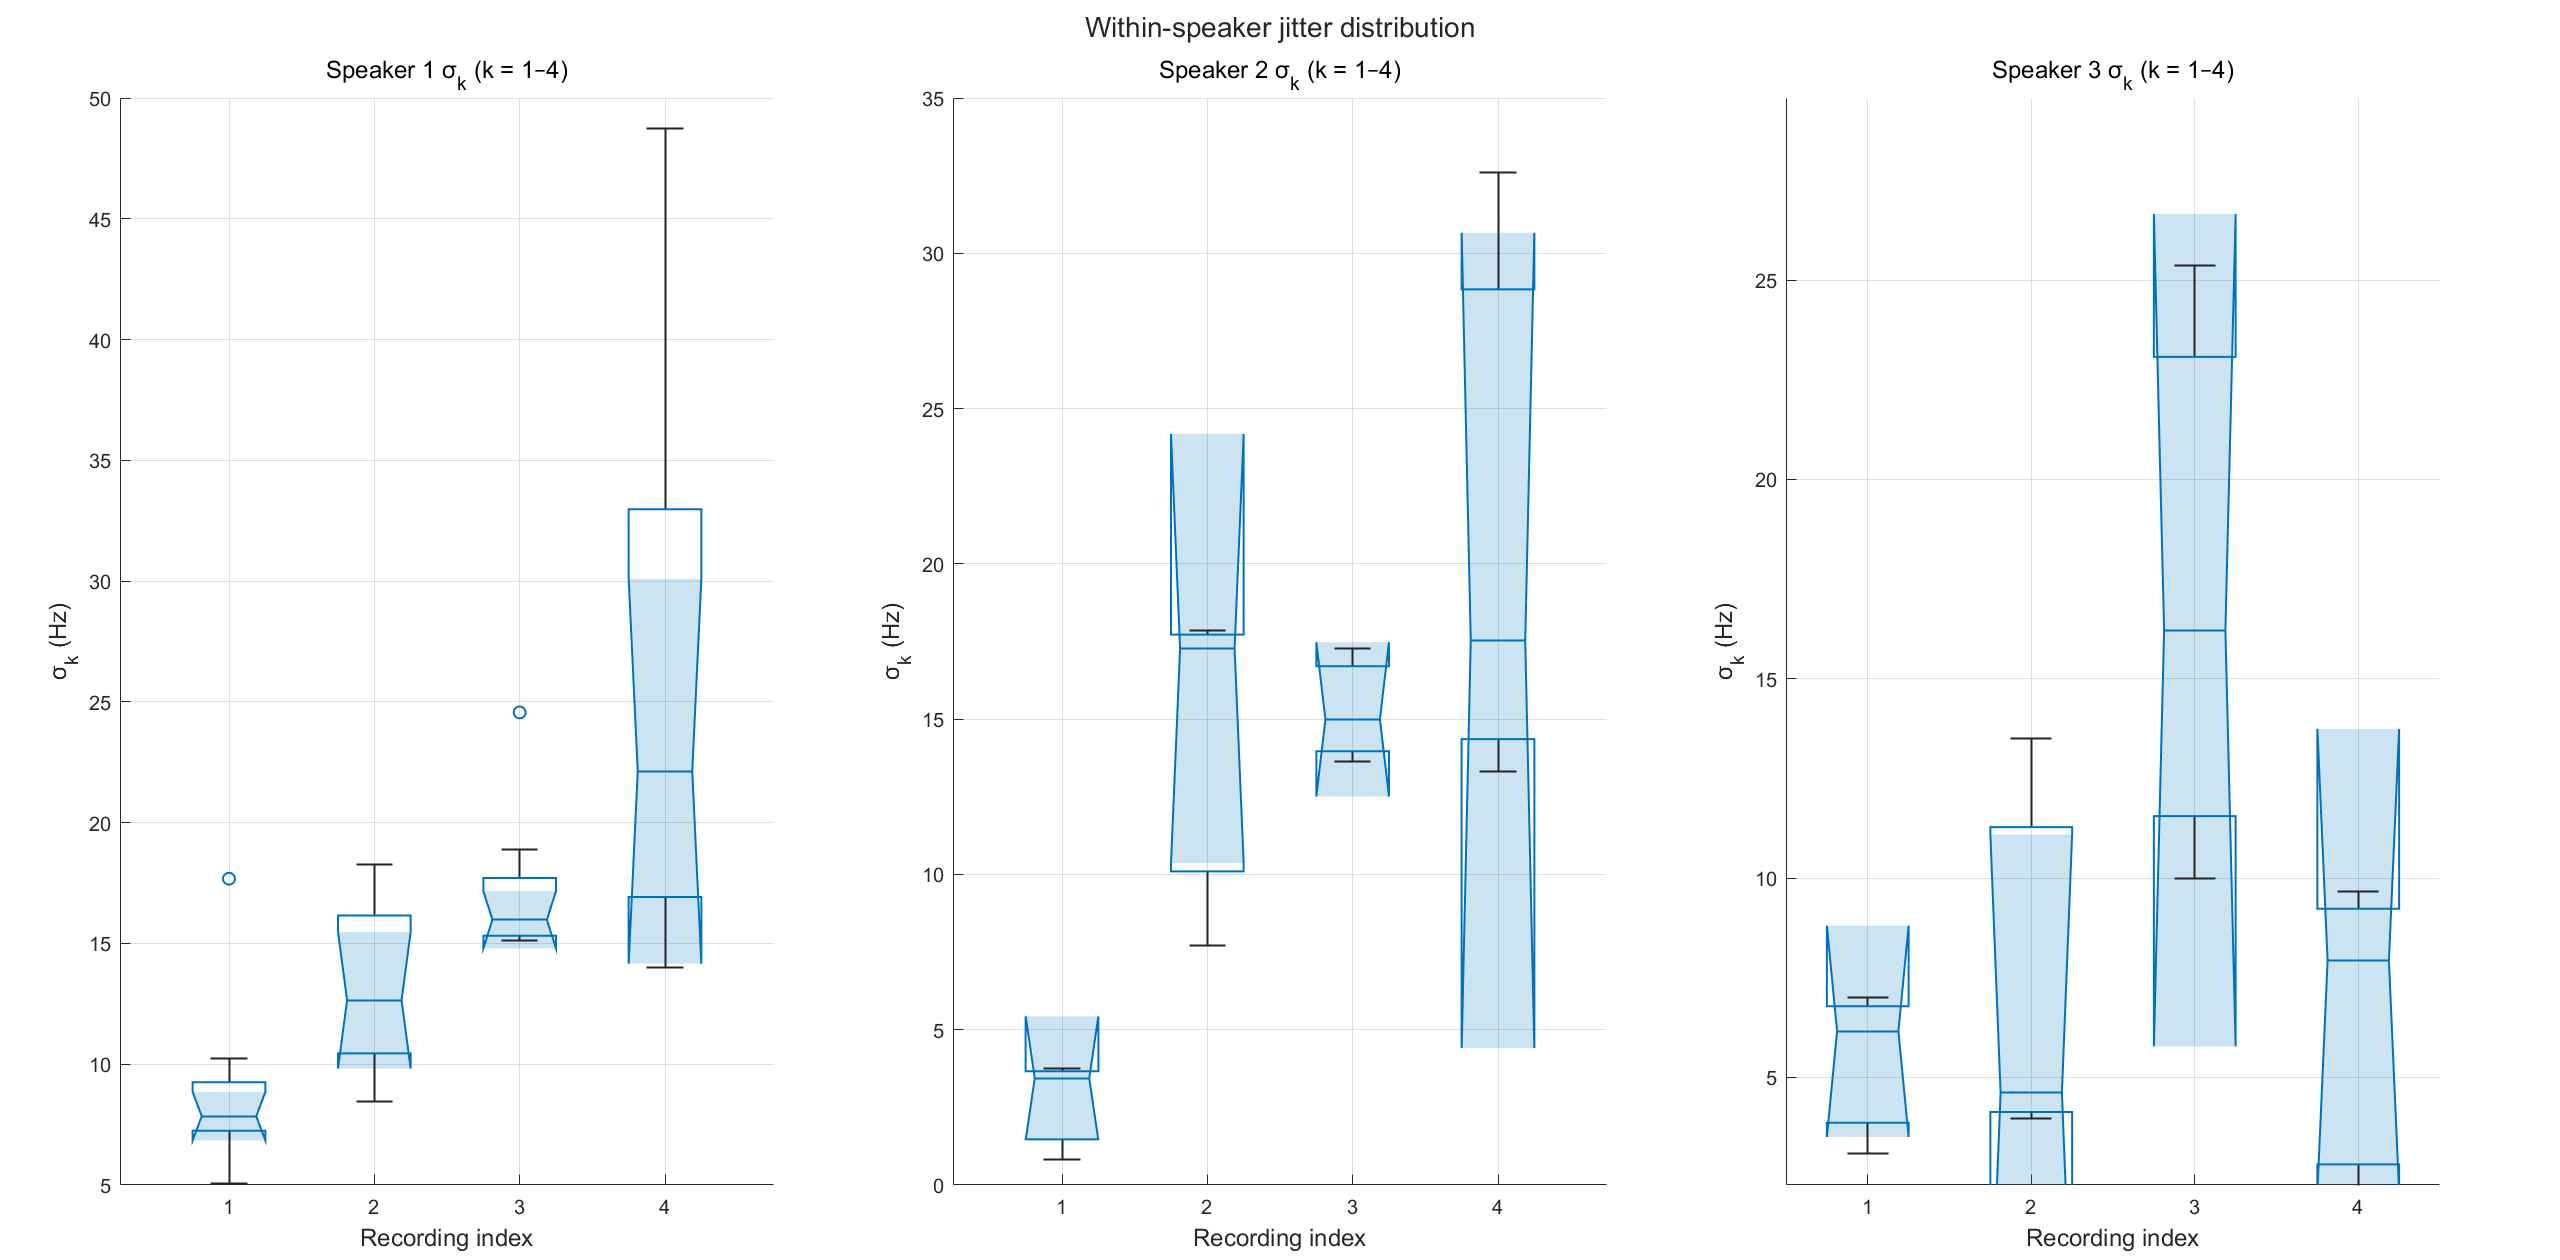 Within-speaker jitter distribution
Speaker 1 σk (k = 1–4)
50
45
40
35
30
25
20
15
10
5
σk (Hz)
1 2 3 4
Recording index
Speaker 2 σk (k = 1–4)
35
30
25
20
15
10
5
0
σk (Hz)
1 2 3 4
Recording index
Speaker 3 σk (k = 1–4)
25
20
15
10
5
σk (Hz)
1 2 3 4
Recording index